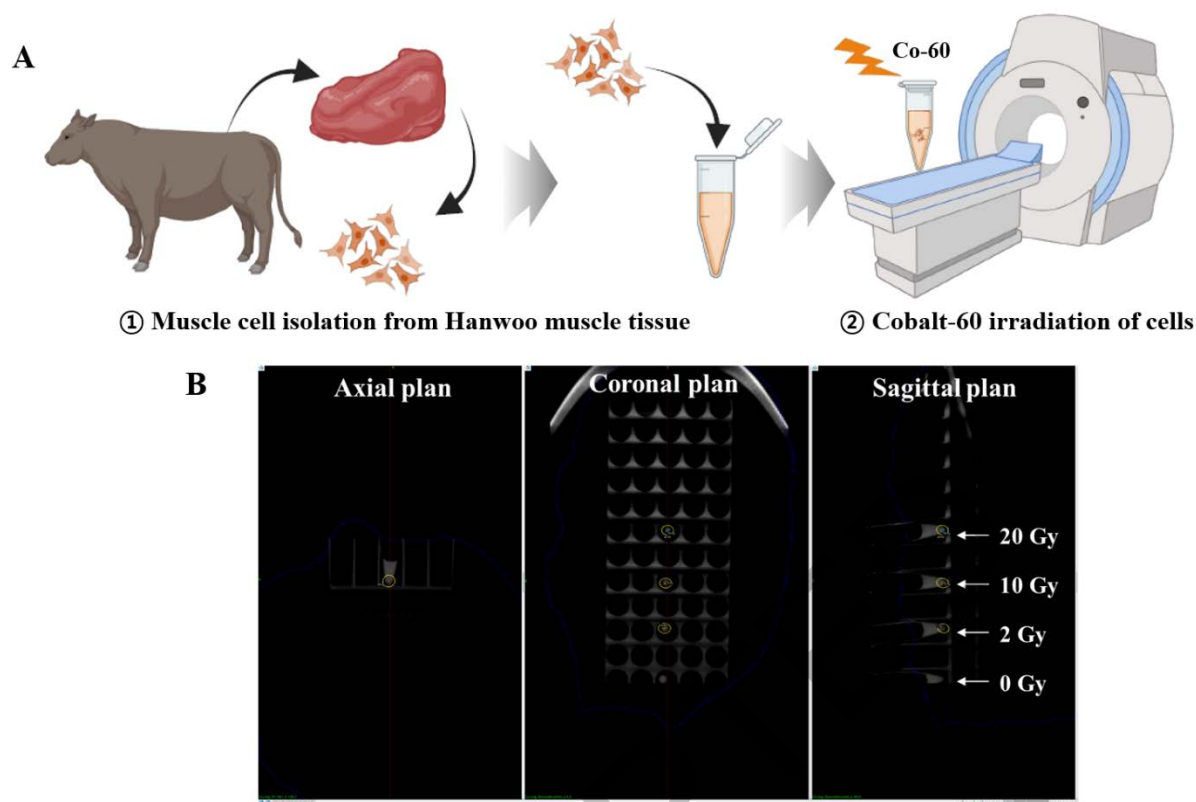 A
Co-60
① Muscle cell isolation from Hanwoo muscle tissue
② Cobalt-60 irradiation of cells
B
Axial plan
Coronal plan
Sagittal plan
20 Gy
10 Gy
2 Gy
0 Gy